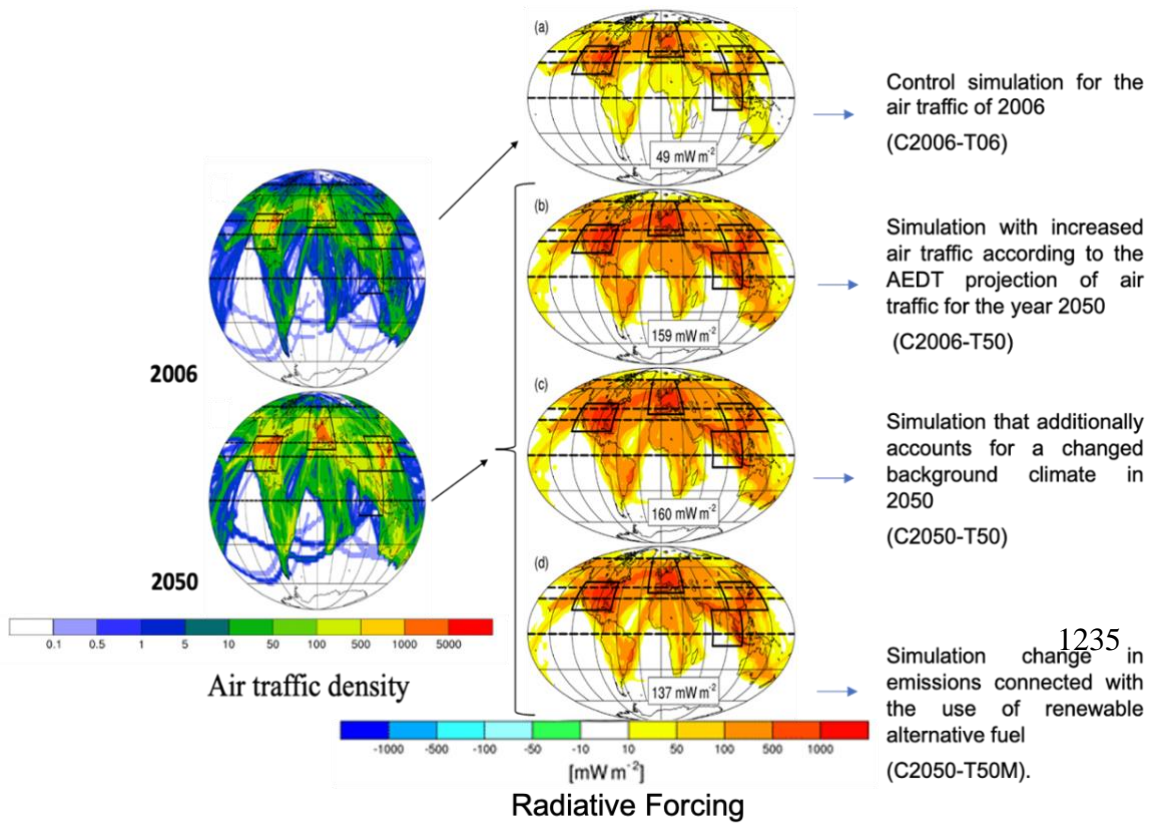 (a)
49 mW m-2
Control simulation for the
air traffic of 2006
(C2006-T06)
2006
(b)
159 mW m-2
Simulation with increased
air traffic according to the
AEDT projection of air
traffic for the year 2050
(C2006-T50)
2050
(c)
160 mW m-2
Simulation that additionally
accounts for a changed
background climate in
2050
(C2050-T50)
0.1 0.5 1 5 10 50 100 500 1000 5000
Air traffic density
(d)
137 mW m-2
1235
Simulation change in
emissions connected with
the use of renewable
alternative fuel
(C2050-T50M).
-1000 -500 -100 -50 -10 10 50 100 500 1000
[mW m-2]
Radiative Forcing